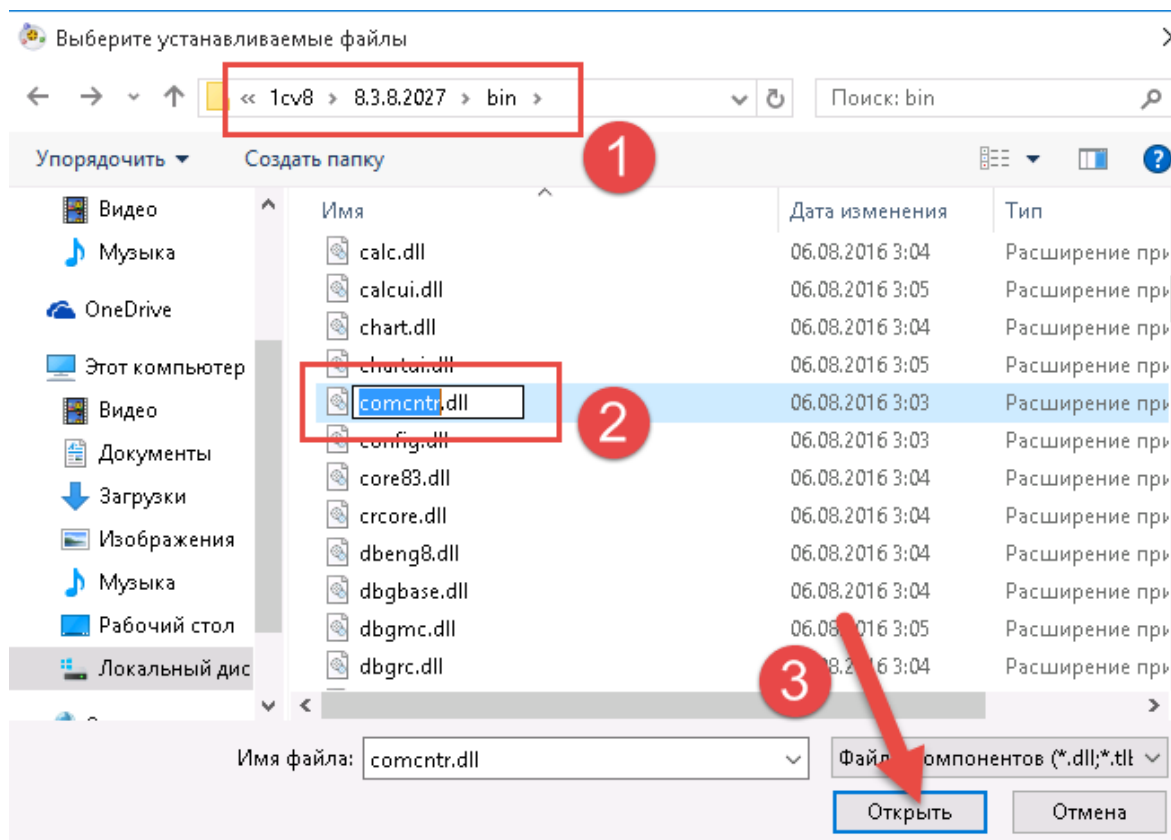 Выберите устанавливаемые файлы
« 1cv8 > 8.3.8.2027 > bin >
Поиск: bin
1
Упорядочить
Создать папку
?
Видео
Музыка
OneDrive
Этот компьютер
Видео
Документы
Загрузки
Изображения
Музыка
Рабочий стол
Локальный дис
Имя Дата изменения Тип
calc.dll 06.08.2016 3:04 Расширение при
calcui.dll 06.08.2016 3:05 Расширение при
chart.dll 06.08.2016 3:04 Расширение при
chartui.dll 06.08.2016 3:05 Расширение при
comcntr.dll 06.08.2016 3:03 Расширение при
2
config.dll 06.08.2016 3:03 Расширение при
core83.dll 06.08.2016 3:04 Расширение при
crcore.dll 06.08.2016 3:04 Расширение при
dbeng8.dll 06.08.2016 3:04 Расширение при
dbgbase.dll 06.08.2016 3:04 Расширение при
dbgmc.dll 06.08.2016 3:05 Расширение при
dbgrc.dll 3:04 Расширение при
3
Имя файла: comcntr.dll
(*.dll;*.tlb
Открыть
Отмена